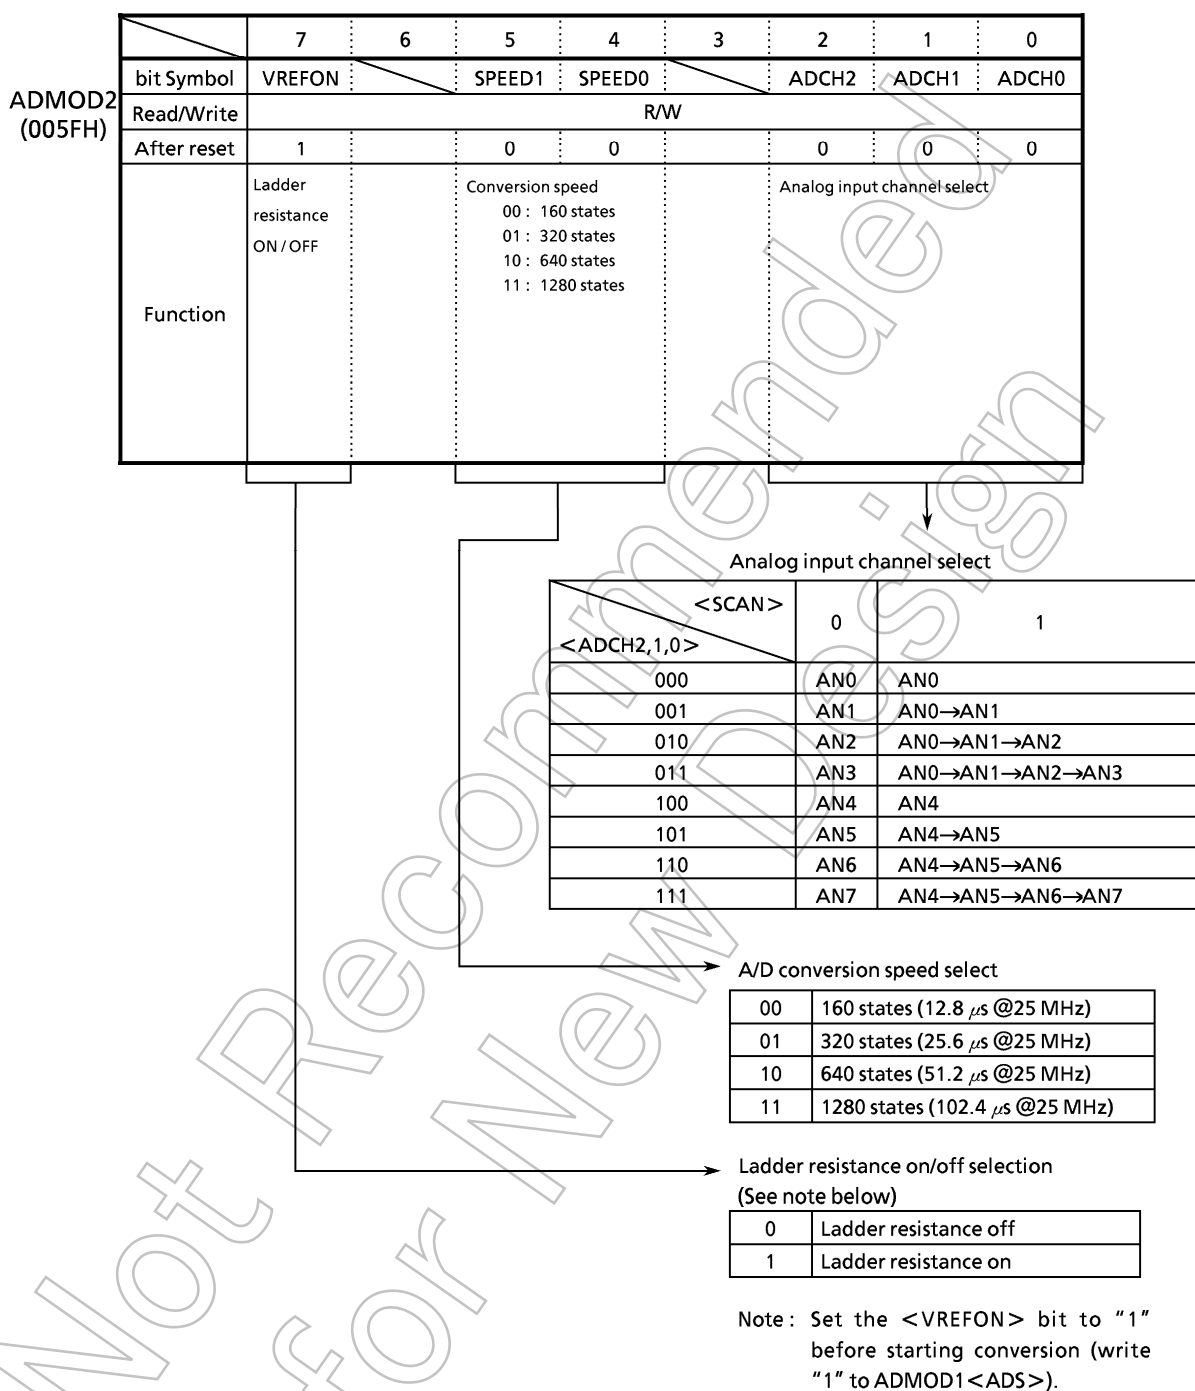 7 6 5 4 3 2 1 0
bit Symbol VREFON SPEED1 SPEED0 ADCH2 ADCH1 ADCH0
ADMOD2
(005FH)
Read/Write R/W
After reset 1 0 0 0 0 0
Function
Ladder
resistance
ON / OFF
Conversion speed
00 : 160 states
01 : 320 states
10 : 640 states
11 : 1280 states
Analog input channel select
Analog input channel select
<SCAN> 0 1
<ADCH2,1,0>
000 AN0 AN0
001 AN1 AN0→AN1
010 AN2 AN0→AN1→AN2
011 AN3 AN0→AN1→AN2→AN3
100 AN4 AN4
101 AN5 AN4→AN5
110 AN6 AN4→AN5→AN6
111 AN7 AN4→AN5→AN6→AN7
A/D conversion speed select
00 160 states (12.8 μs @25 MHz)
01 320 states (25.6 μs @25 MHz)
10 640 states (51.2 μs @25 MHz)
11 1280 states (102.4 μs @25 MHz)
Ladder resistance on/off selection
(See note below)
0 Ladder resistance off
1 Ladder resistance on
Note : Set the <VREFON> bit to "1"
before starting conversion (write
"1" to ADMOD1<ADS>).
Not Recommended
for New Design